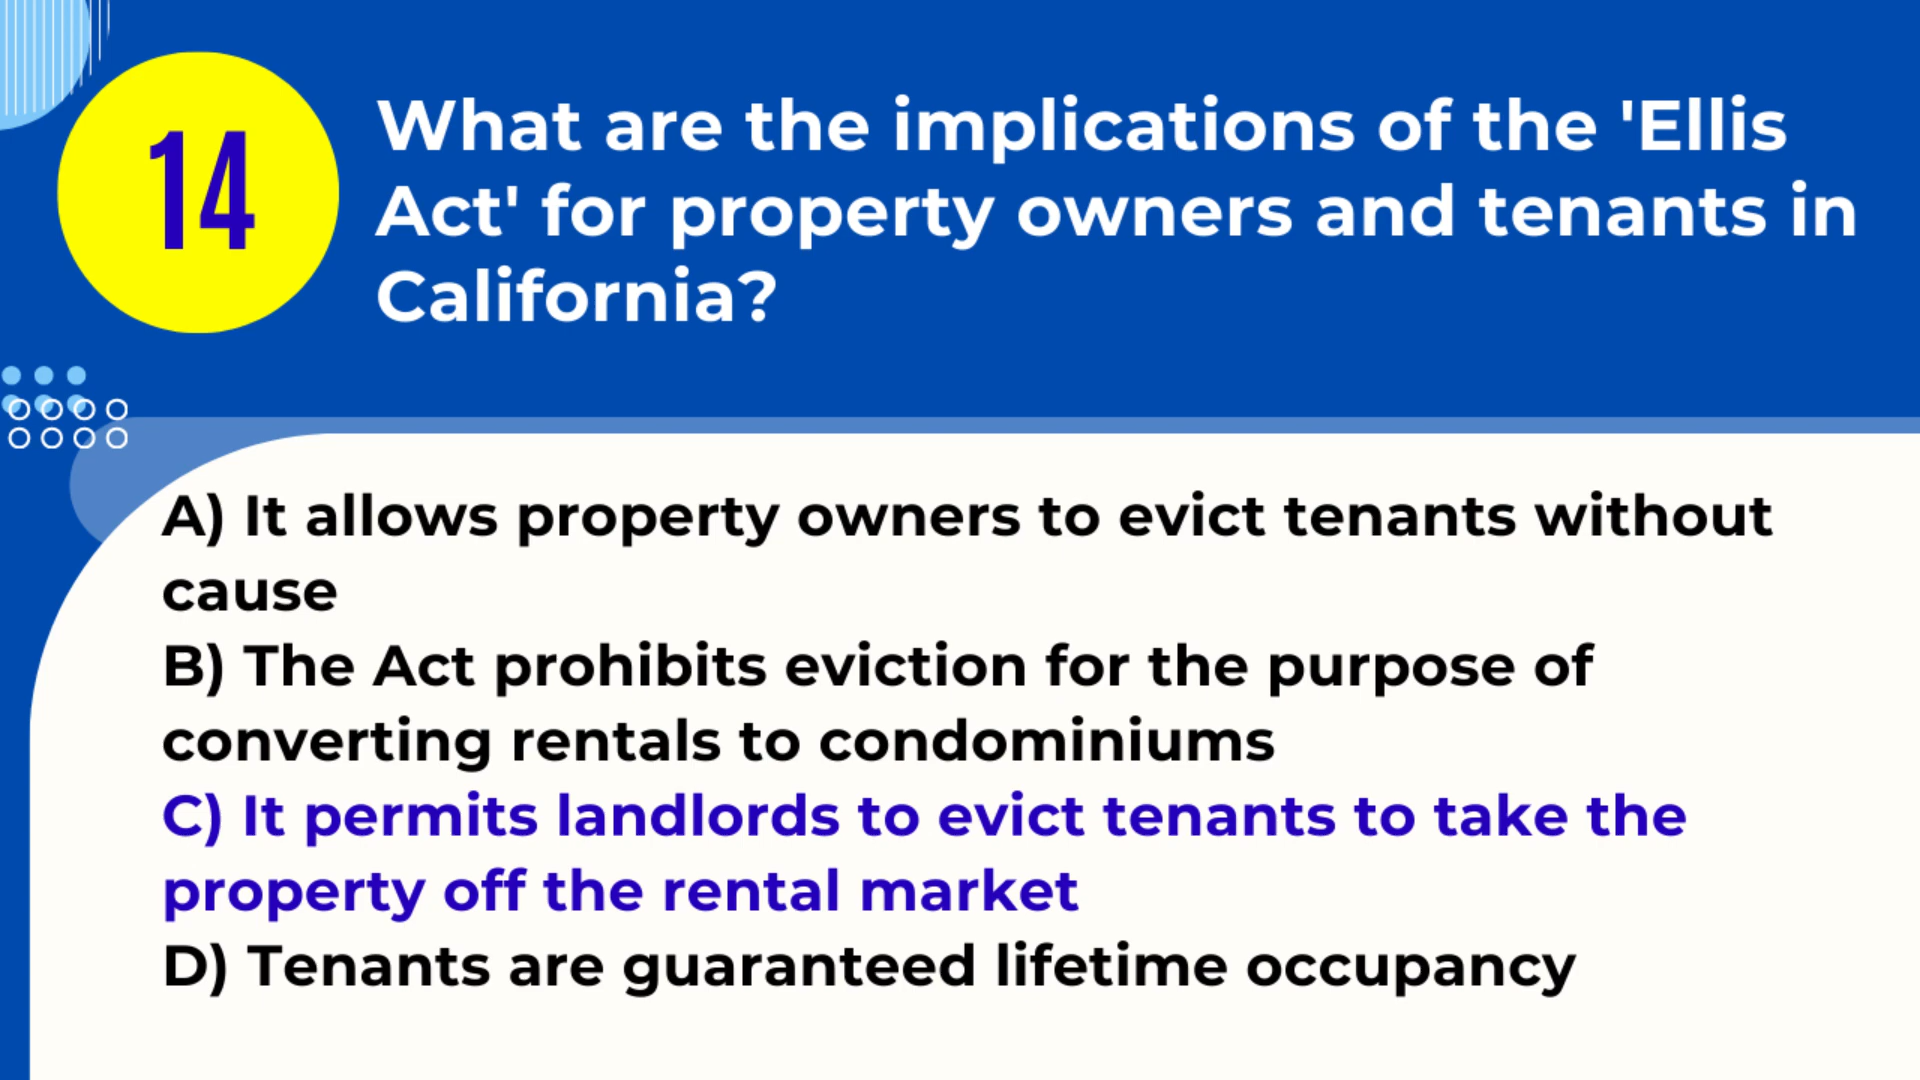 14
What are the implications of the 'Ellis
Act' for property owners and tenants in
California?
A) It allows property owners to evict tenants without
cause
B) The Act prohibits eviction for the purpose of
converting rentals to condominiums
C) It permits landlords to evict tenants to take the
property off the rental market
D) Tenants are guaranteed lifetime occupancy